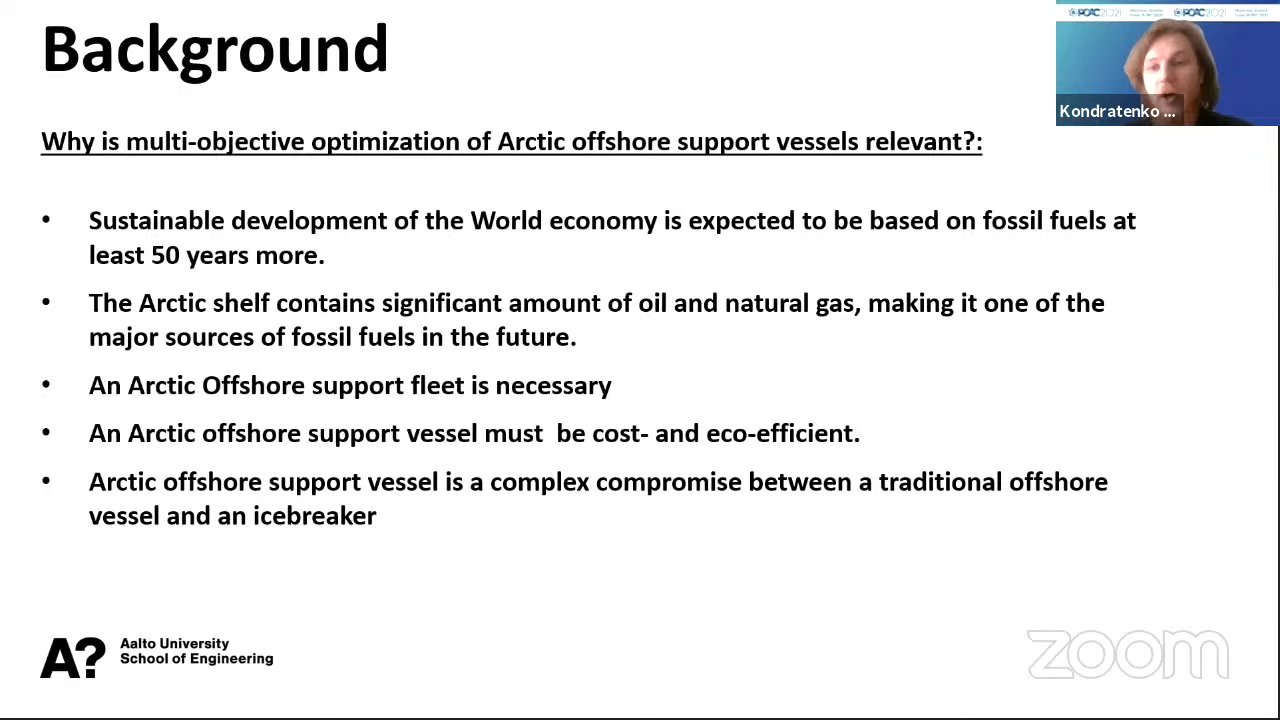 Background
POAC2021 POAC2021
Kondratenko ...
Why is multi-objective optimization of Arctic offshore support vessels relevant?:
• Sustainable development of the World economy is expected to be based on fossil fuels at
least 50 years more.
• The Arctic shelf contains significant amount of oil and natural gas, making it one of the
major sources of fossil fuels in the future.
• An Arctic Offshore support fleet is necessary
• An Arctic offshore support vessel must  be cost- and eco-efficient.
• Arctic offshore support vessel is a complex compromise between a traditional offshore
vessel and an icebreaker
A?
Aalto University
School of Engineering
zoom